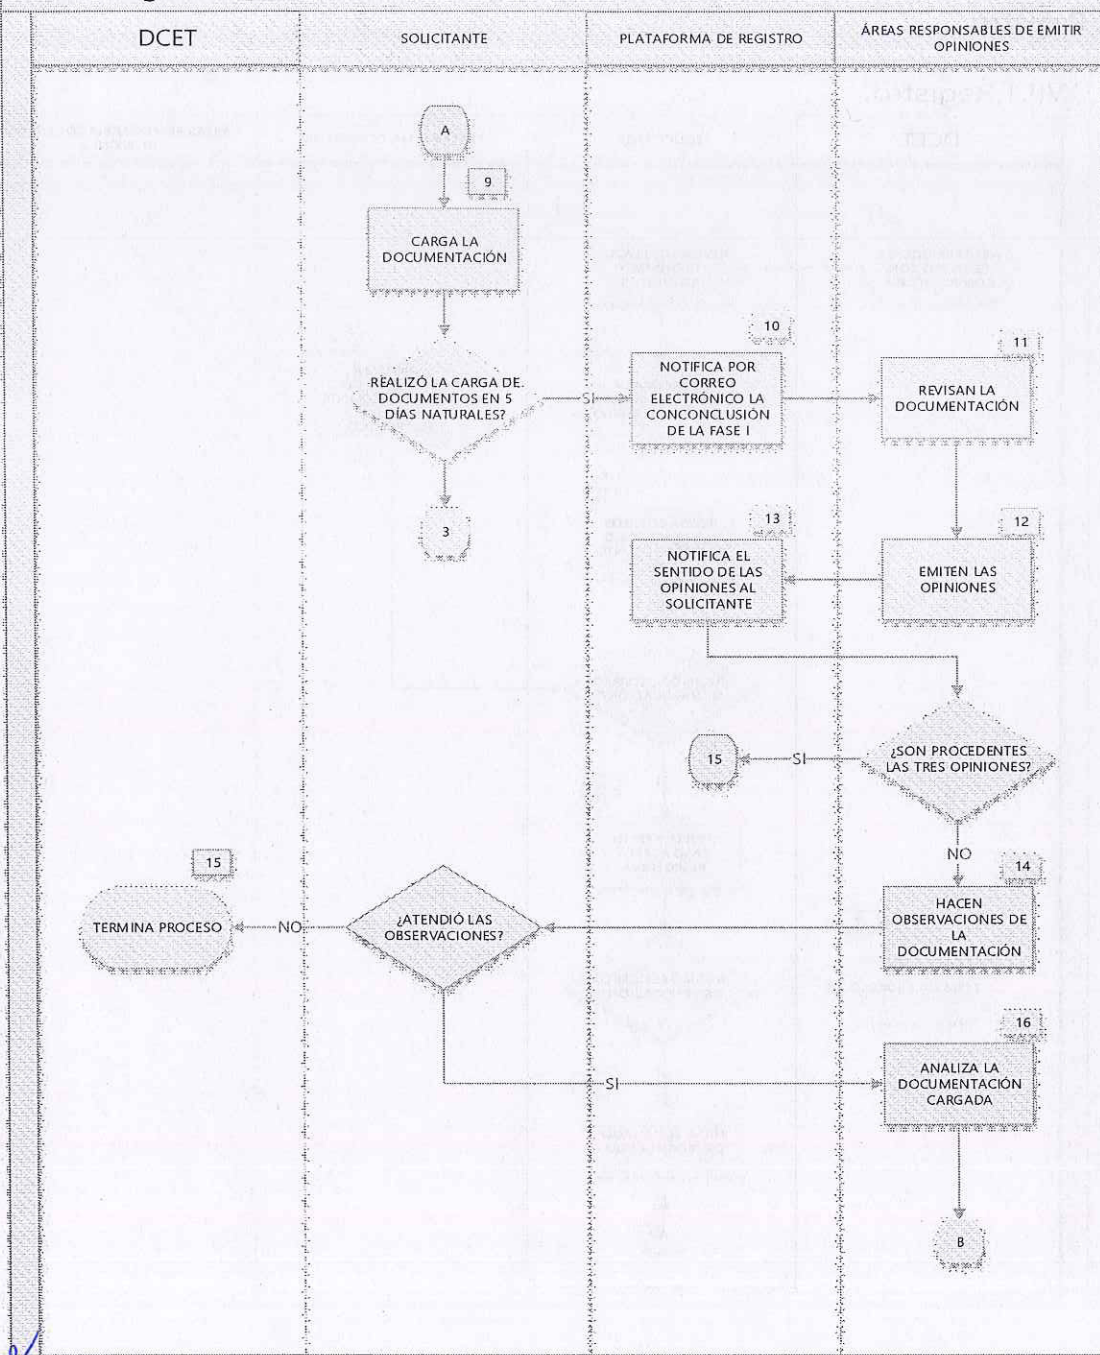 DCET
SOLICITANTE
PLATAFORMA DE REGISTRO
ÁREAS RESPONSABLES DE EMITIR
OPINIONES
A
9
CARGA LA
DOCUMENTACIÓN
REALIZÓ LA CARGA DE
DOCUMENTOS EN 5
DÍAS NATURALES?
SI
3
10
NOTIFICA POR
CORREO
ELECTRÓNICO LA
CONCONCLUSIÓN
DE LA FASE I
11
REVISAN LA
DOCUMENTACIÓN
12
EMITEN LAS
OPINIONES
13
NOTIFICA EL
SENTIDO DE LAS
OPINIONES AL
SOLICITANTE
¿SON PROCEDENTES
LAS TRES OPINIONES?
SI
15
NO
14
HACEN
OBSERVACIONES DE
LA
DOCUMENTACIÓN
¿ATENDIÓ LAS
OBSERVACIONES?
NO
15
TERMINA PROCESO
SI
16
ANALIZA LA
DOCUMENTACIÓN
CARGADA
B